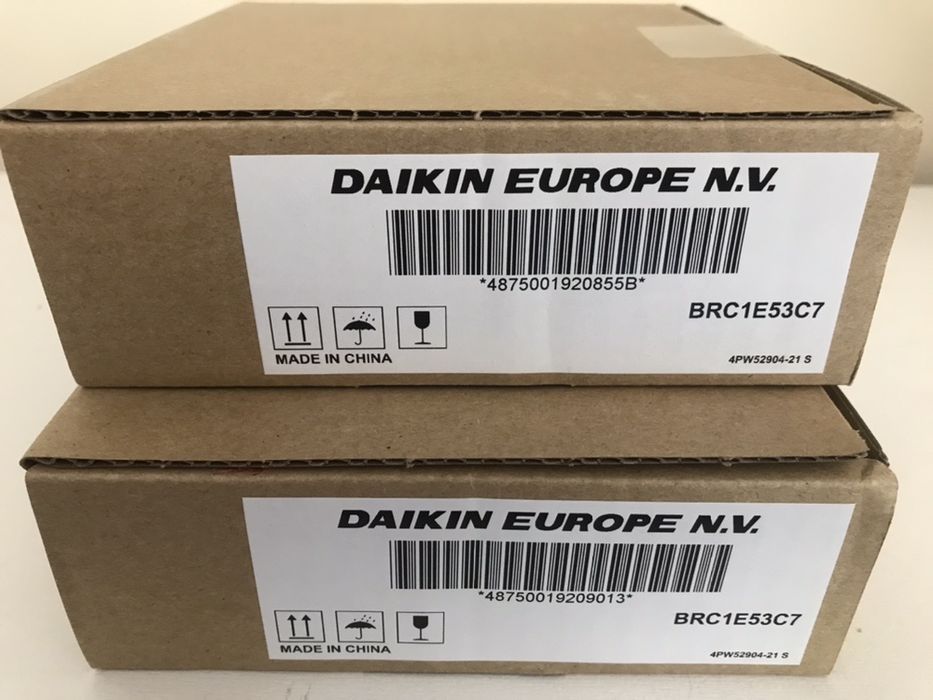 DAIKIN EUROPE N.V.
*4875001920855B*
BRC1E53C7
MADE IN CHINA
4PW52904-21 S
DAIKIN EUROPE N.V.
*48750019209013*
BRC1E53C7
MADE IN CHINA
4PW52904-21 S